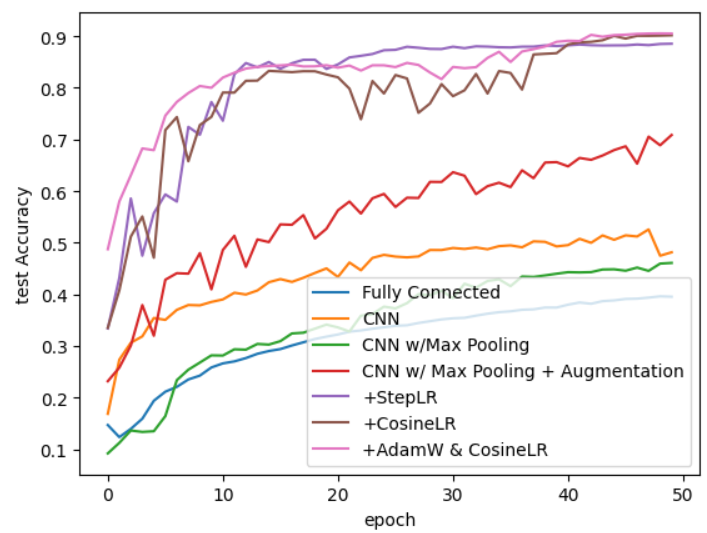 0.9
0.8
0.7
0.6
0.5
0.4
0.3
0.2
0.1
test Accuracy
Fully Connected
CNN
CNN w/Max Pooling
CNN w/ Max Pooling + Augmentation
+StepLR
+CosineLR
+AdamW & CosineLR
0 10 20 30 40 50
epoch